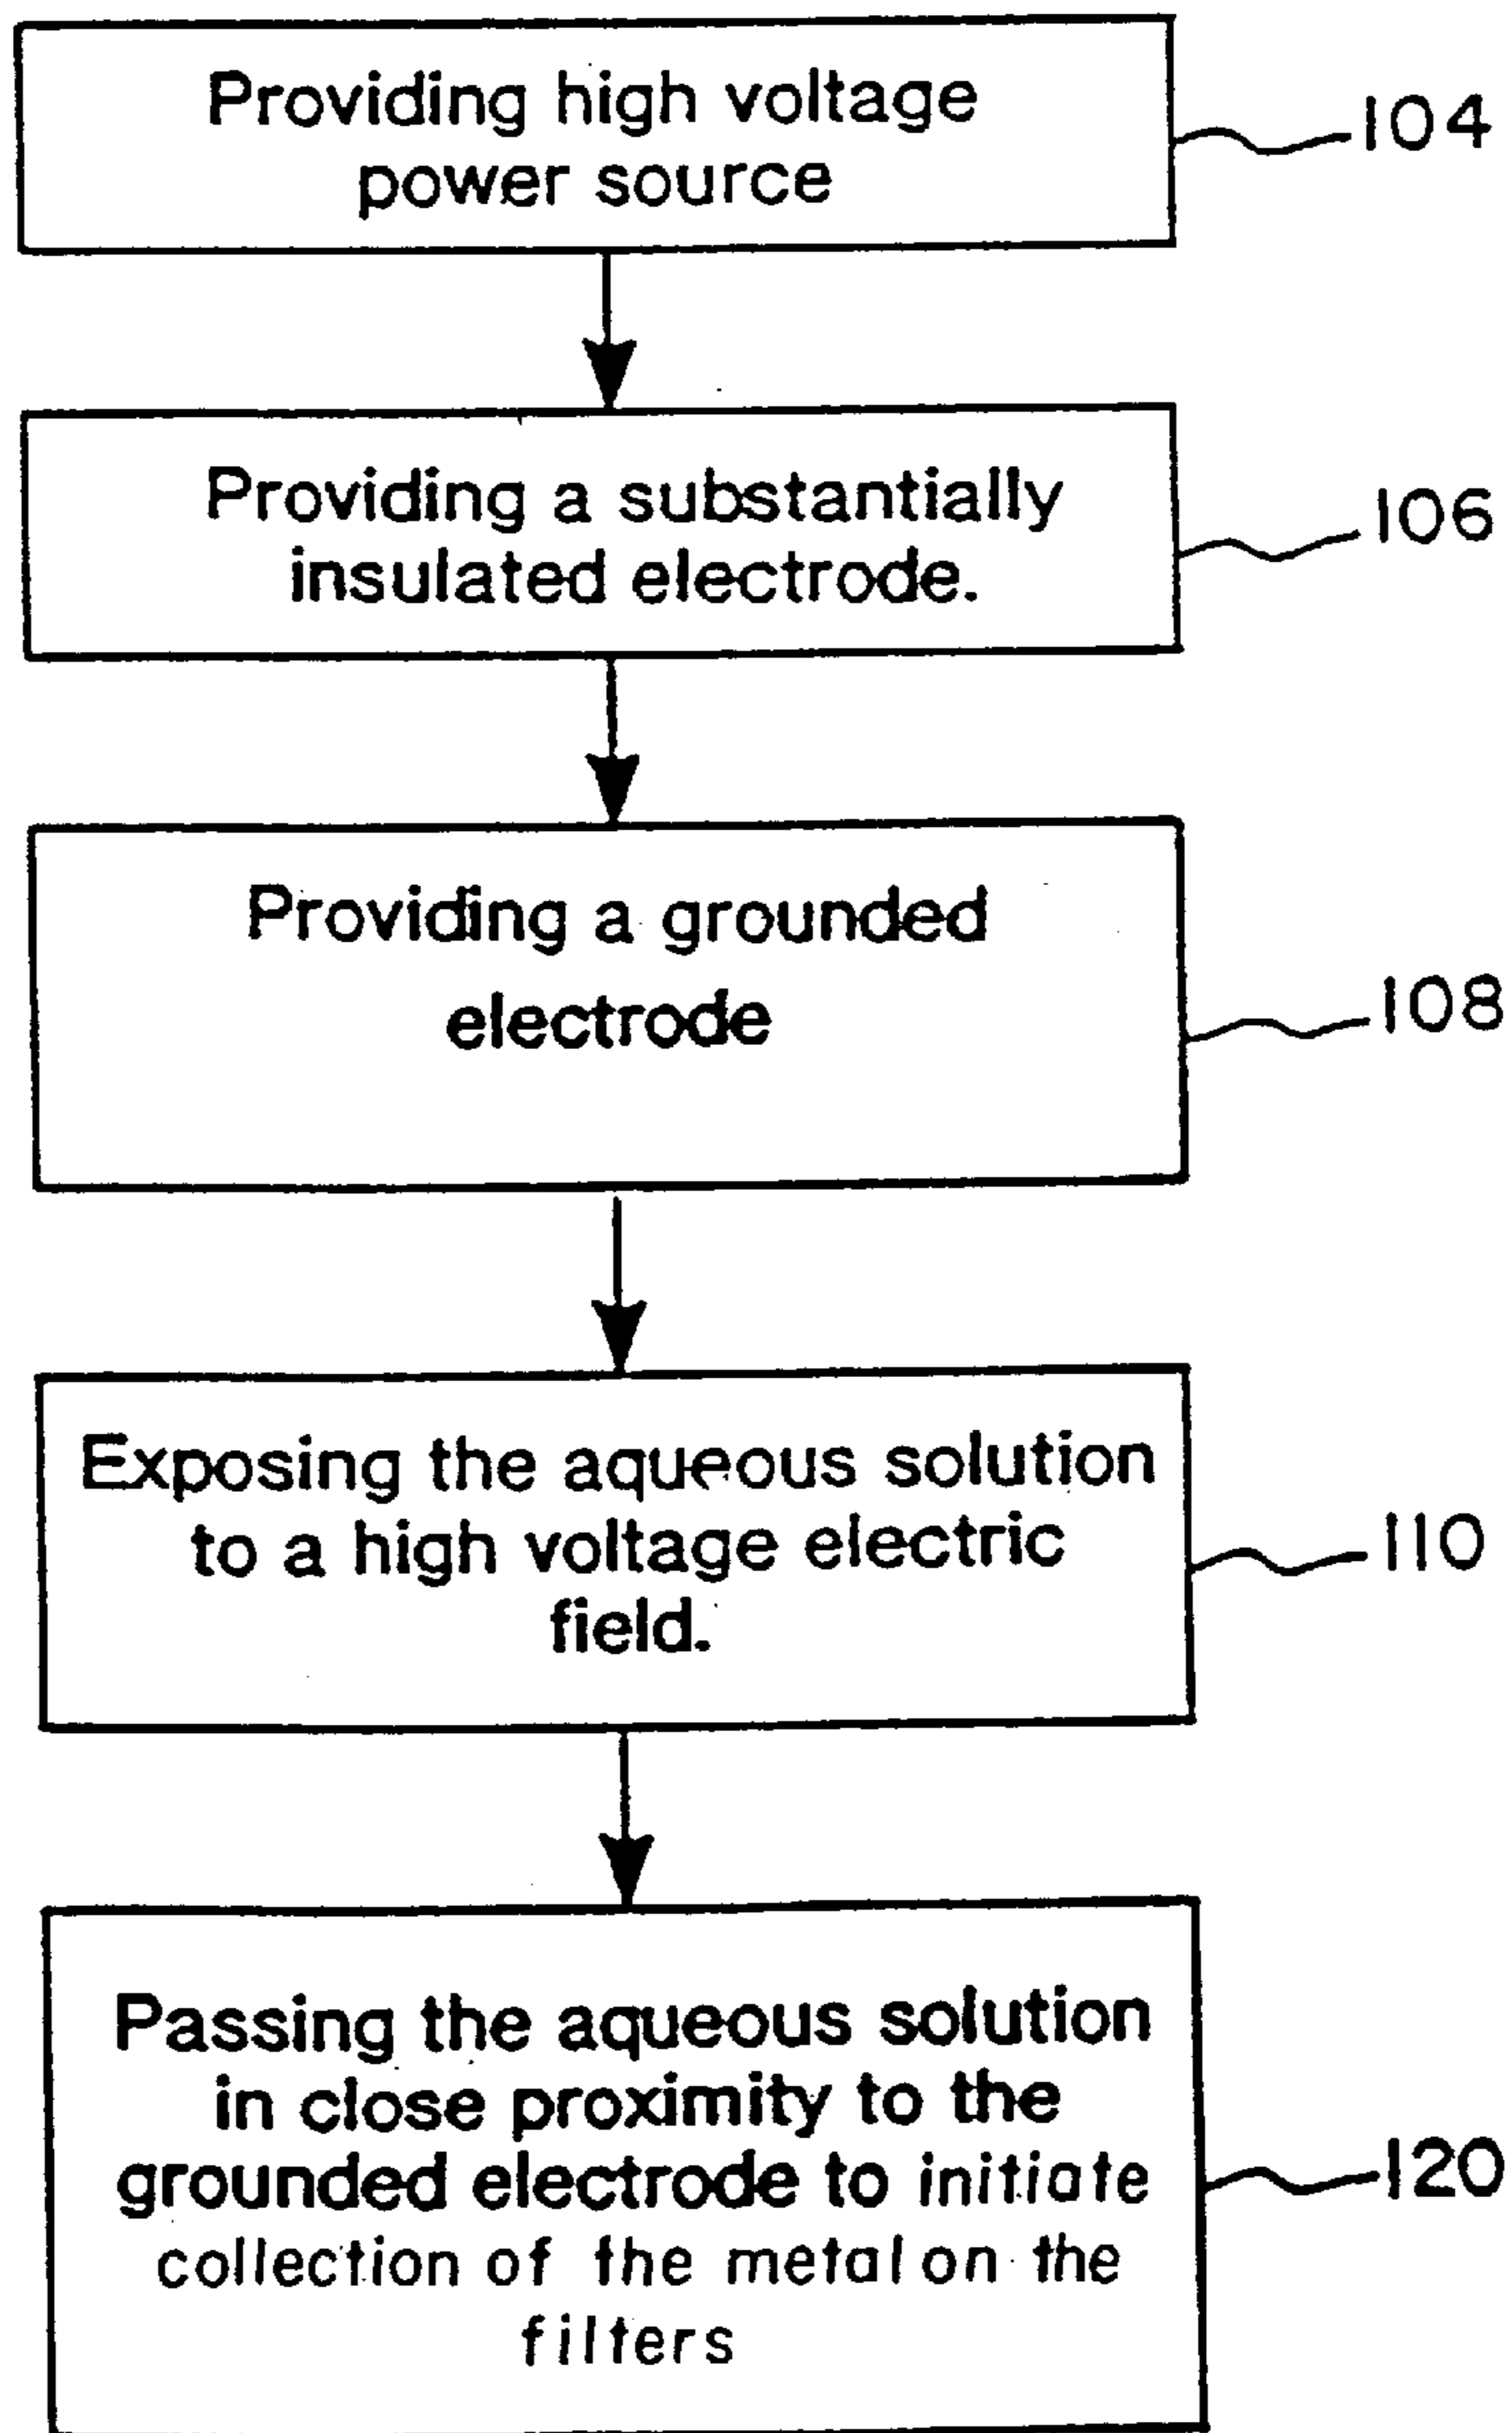 Providing high voltage
power source
104
Providing a substantially
insulated electrode.
106
Providing a grounded
electrode
108
Exposing the aqueous solution
to a high voltage electric
field.
110
Passing the aqueous solution
in close proximity to the
grounded electrode to initiate
collection of the metal on the
filters
120